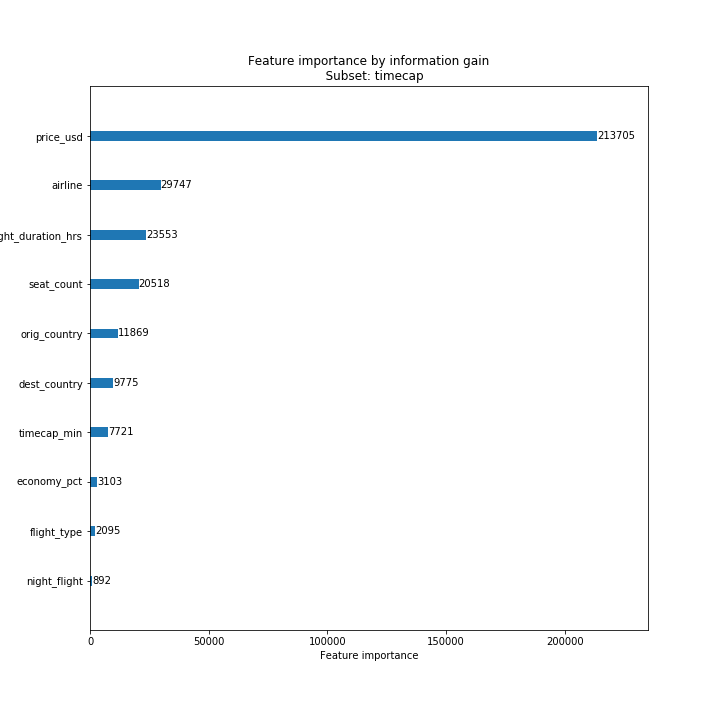 Feature importance by information gain
Subset: timecap
price_usd
213705
airline
29747
ght_duration_hrs
23553
seat_count
20518
orig_country
11869
dest_country
9775
timecap_min
7721
economy_pct
3103
flight_type
2095
night_flight
892
0 50000 100000 150000 200000
Feature importance